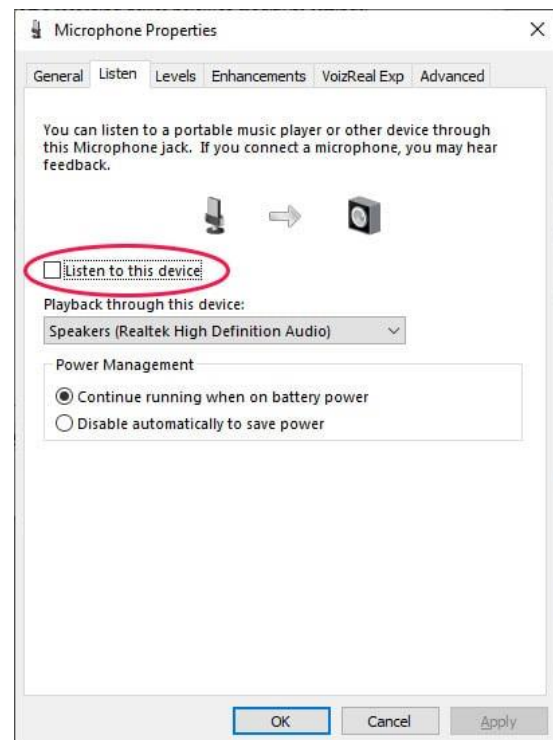 Microphone Properties
General Listen Levels Enhancements VoizReal Exp Advanced
You can listen to a portable music player or other device through
this Microphone jack. If you connect a microphone, you may hear
feedback.
Listen to this device
Playback through this device:
Speakers (Realtek High Definition Audio)
Power Management
Continue running when on battery power
Disable automatically to save power
OK Cancel Apply